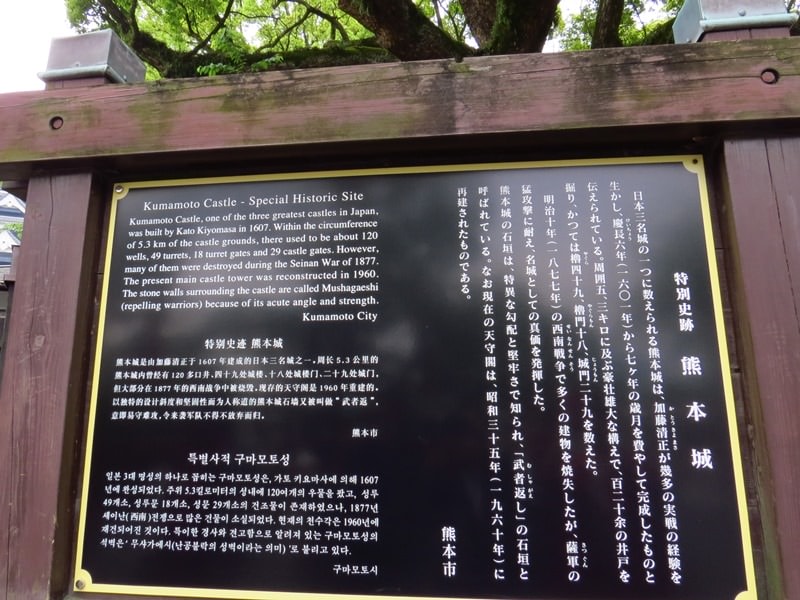 Kumamoto Castle - Special Historic Site
Kumamoto Castle, one of the three greatest castles in Japan,
was built by Kato Kiyomasa in 1607. Within the circumference
of 5.3 km of the castle grounds, there used to be about 120
wells, 49 turrets, 18 turret gates and 29 castle gates. However,
many of them were destroyed during the Seinan War of 1877.
The present main castle tower was reconstructed in 1960.
The stone walls surrounding the castle are called Mushagaeshi
(repelling warriors) because of its acute angle and strength.
Kumamoto City
特别史迹 熊本城
熊本城是由加藤清正于1607年建成的日本三名城之一。周长5.3公里的
熊本城内曾经有120多口井、四十九处城楼、十八处城楼门、二十九处城门,
但大部分在1877年的西南战争中被烧毁。现存的天守阁是1960年重建的。
以独特的设计斜度和坚固性而为人称道的熊本城石墙又被叫做“武者返”,
意即易守难攻,令来袭军队不得不放弃而归。
熊本市
특별사적 구마모토성
일본 3대 명성의 하나로 꼽히는 구마모토성은, 가토 키요마사에 의해 1607
년에 완성되었다. 주위 5.3킬로미터의 성내에 120여개의 우물을 팠고, 성루
49개소, 성루문 18개소, 성문 29개소의 건조물이 존재하였으나, 1877년
세이난(西南)전쟁으로 많은 건물이 소실되었다. 현재의 천수각은 1960년에
재건되어진 것이다. 특이한 경사와 견고함으로 알려져 있는 구마모토성의
석벽은 '무샤가에시(난공불락의 성벽이라는 의미)'로 불리고 있다.
구마모토시
特別史跡 熊本城
日本三名城の一つに数えられる熊本城は、加藤清正が幾多の実戦の経験を
生かし、慶長六年(一六〇一年)から七ヶ年の歳月を費やして完成したものと
伝えられている。周囲五、三キロに及ぶ豪壮雄大な構えで、百二十余の井戸を
掘り、かつては櫓四十九、櫓門十八、城門二十九を数えた。
明治十年(一八七七年)の西南戦争で多くの建物を焼失したが、薩軍の
猛攻撃に耐え、名城としての真価を発揮した。
熊本城の石垣は、特異な勾配と堅牢さで知られ、「武者返し」の石垣と
呼ばれている。なお現在の天守閣は、昭和三十五年(一九六十年)に
再建されたものである。
熊本市